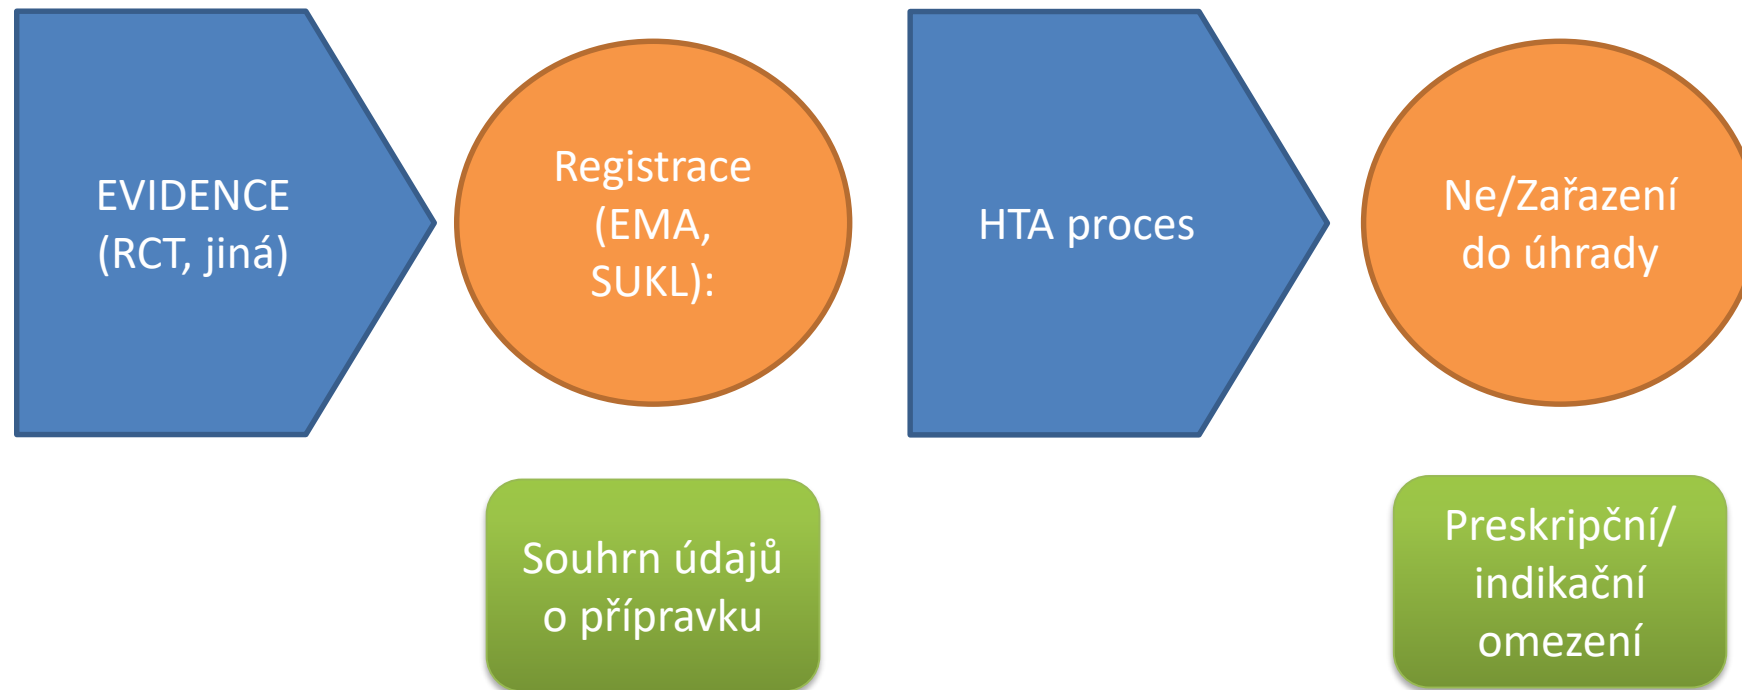 EVIDENCE
(RCT, jiná)
Registrace
(EMA,
SUKL):
HTA proces
Ne/Zařazení
do úhrady
Souhrn údajů
o přípravku
Preskripční/
indikační
omezení